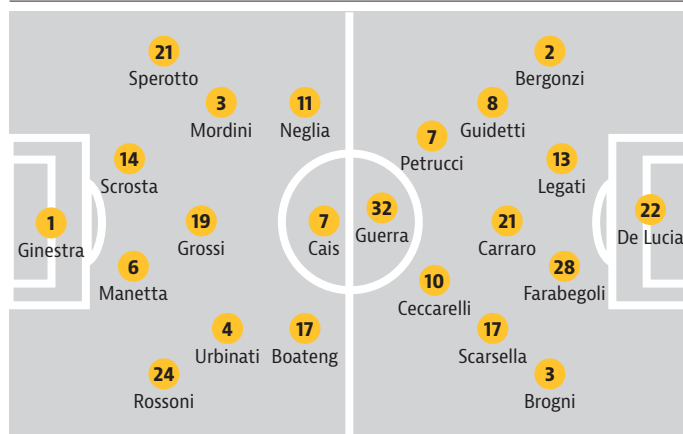 21
Sperotto
3
Mordini
11
Neglia
14
Scrosta
1
Ginestra
19
Grossi
7
Cais
6
Manetta
4
Urbinati
17
Boateng
24
Rossoni
2
Bergonzi
8
Guidetti
7
Petrucci
13
Legati
32
Guerra
21
Carraro
22
De Lucia
10
Ceccarelli
28
Farabegoli
17
Scarsella
3
Brogni